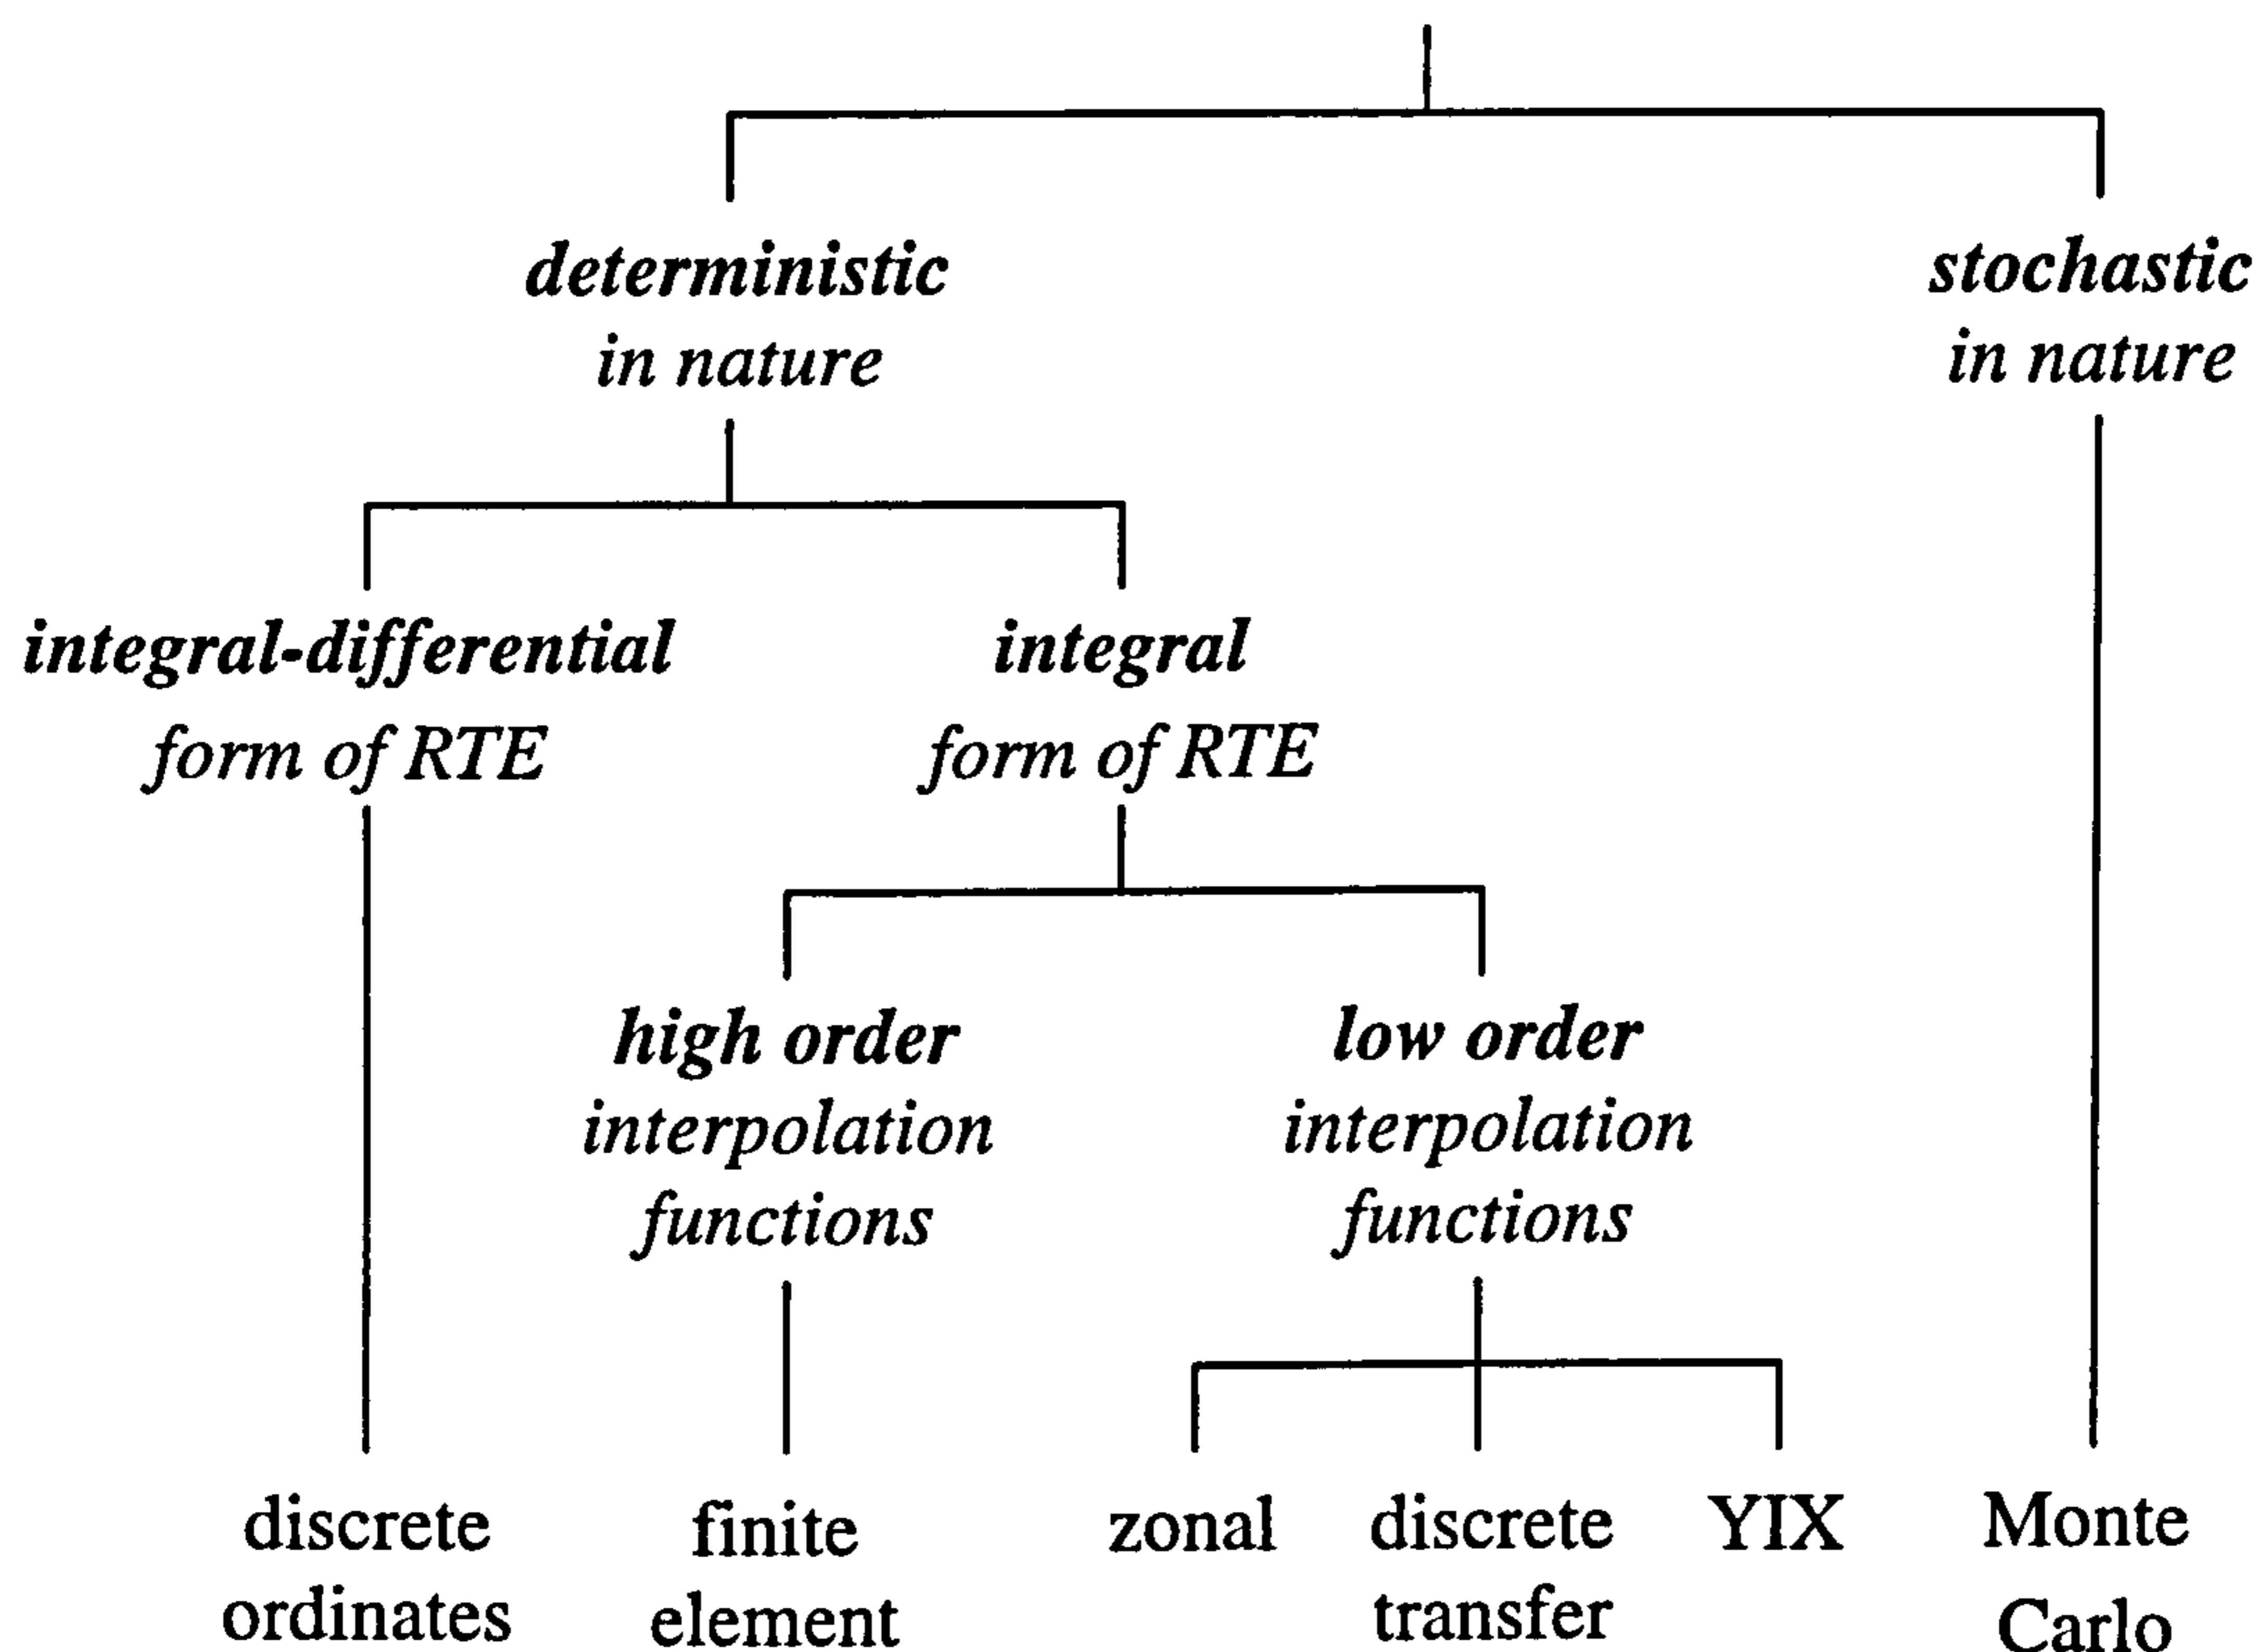 deterministic
in nature
stochastic
in nature
integral-differential
form of RTE
integral
form of RTE
high order
interpolation
functions
low order
interpolation
functions
discrete
ordinates
finite
element
zonal
discrete
transfer
YIX
Monte
Carlo